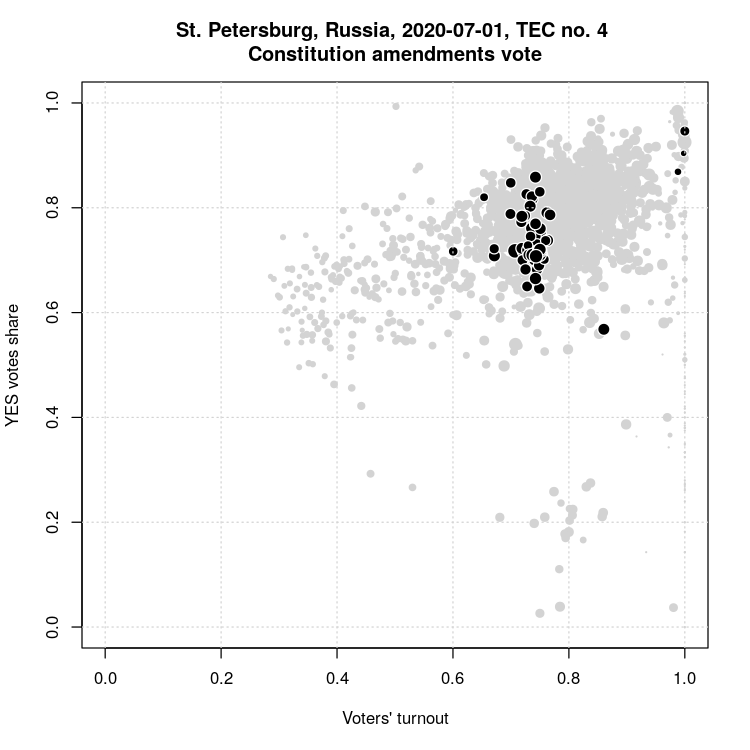 St. Petersburg, Russia, 2020-07-01, TEC no. 4
Constitution amendments vote
YES votes share
1.0
0.8
0.6
0.4
0.2
0.0
0.0 0.2 0.4 0.6 0.8 1.0
Voters' turnout